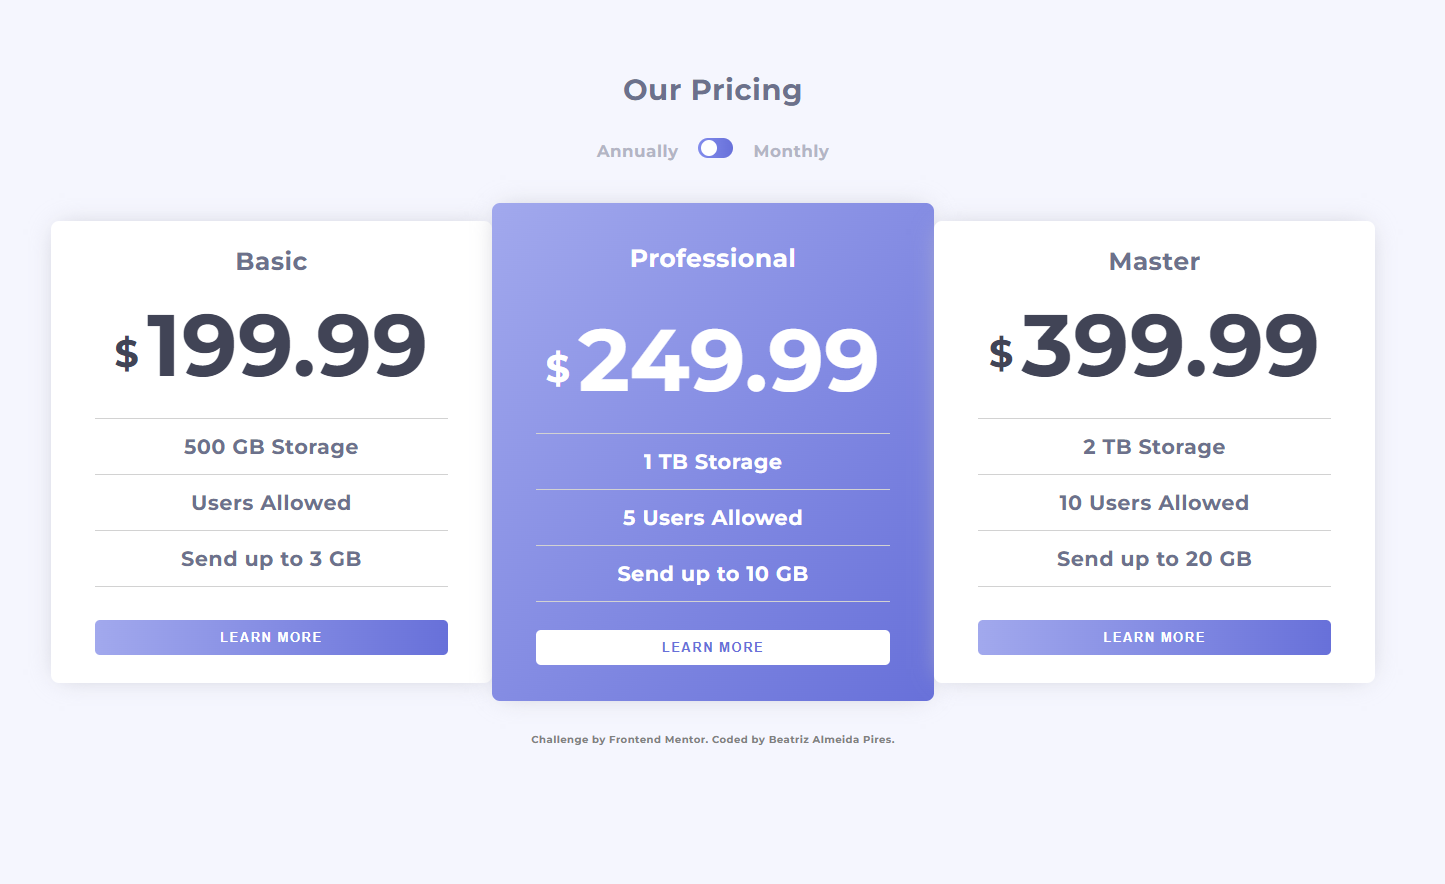 Our Pricing
Annually Monthly
Basic
$199.99
500 GB Storage
Users Allowed
Send up to 3 GB
LEARN MORE
Professional
$249.99
1 TB Storage
5 Users Allowed
Send up to 10 GB
LEARN MORE
Master
$399.99
2 TB Storage
10 Users Allowed
Send up to 20 GB
LEARN MORE
Challenge by Frontend Mentor. Coded by Beatriz Almeida Pires.